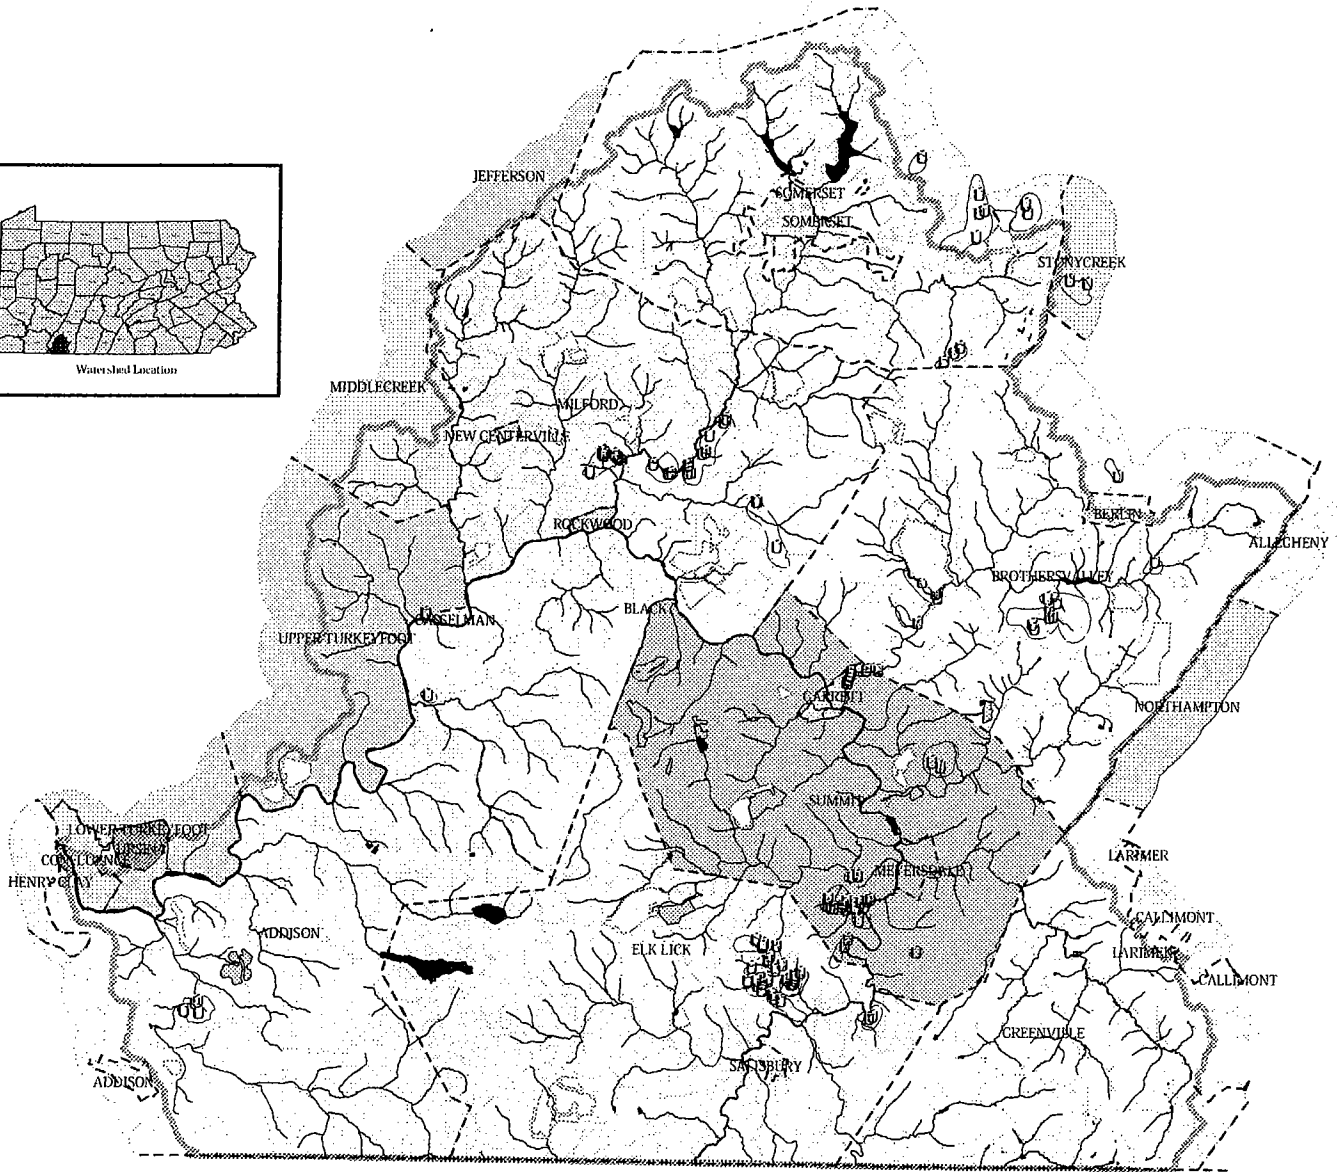 JEFFERSON
SOMERSET
SOMERSET
STONYCREEK
Watershed Location
MIDDLECREEK
MILFORD
NEW CENTERVILLE
BERLIN
ROCKWOOD
ALLEGHENY
BROTHERSVALLEY
BLACK
CASSELMAN
UPPER TURKEYFOOT
GARRETT
NORTHAMPTON
SUMMIT
LOWER TURKEYFOOT
URSINA
CONFLUENCE
LARIMER
MEYERSDALE
HENRY CLAY
CALLIMONT
ADDISON
ELK LICK
LARIMER
CALLIMONT
GREENVILLE
SALISBURY
ADDISON